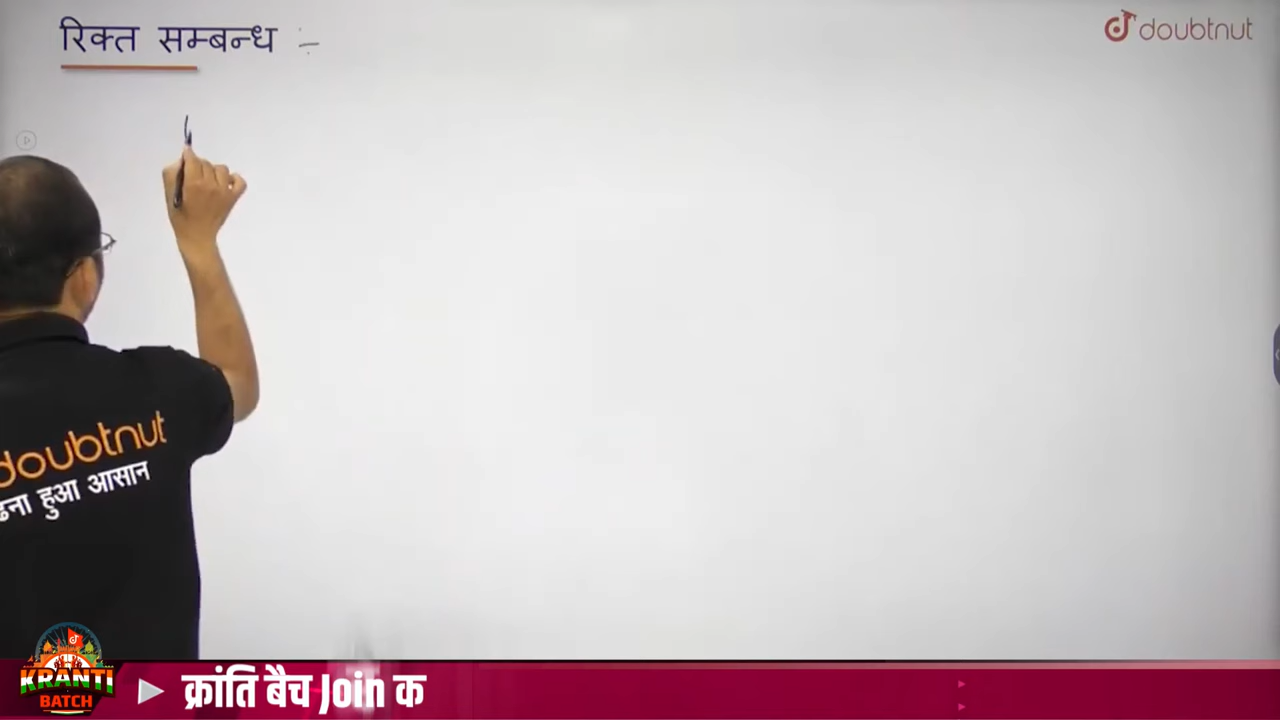 रिक्त सम्बन्ध :-
doubtnut
doubtnut
ढ़ना हुआ आसान
KRANTI
BATCH
क्रांति बैच Join क